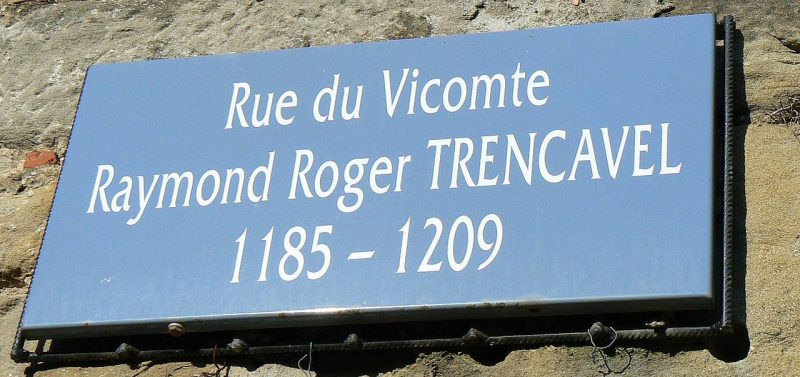 Rue du Vicomte
Raymond Roger TRENCAVEL
1185 – 1209